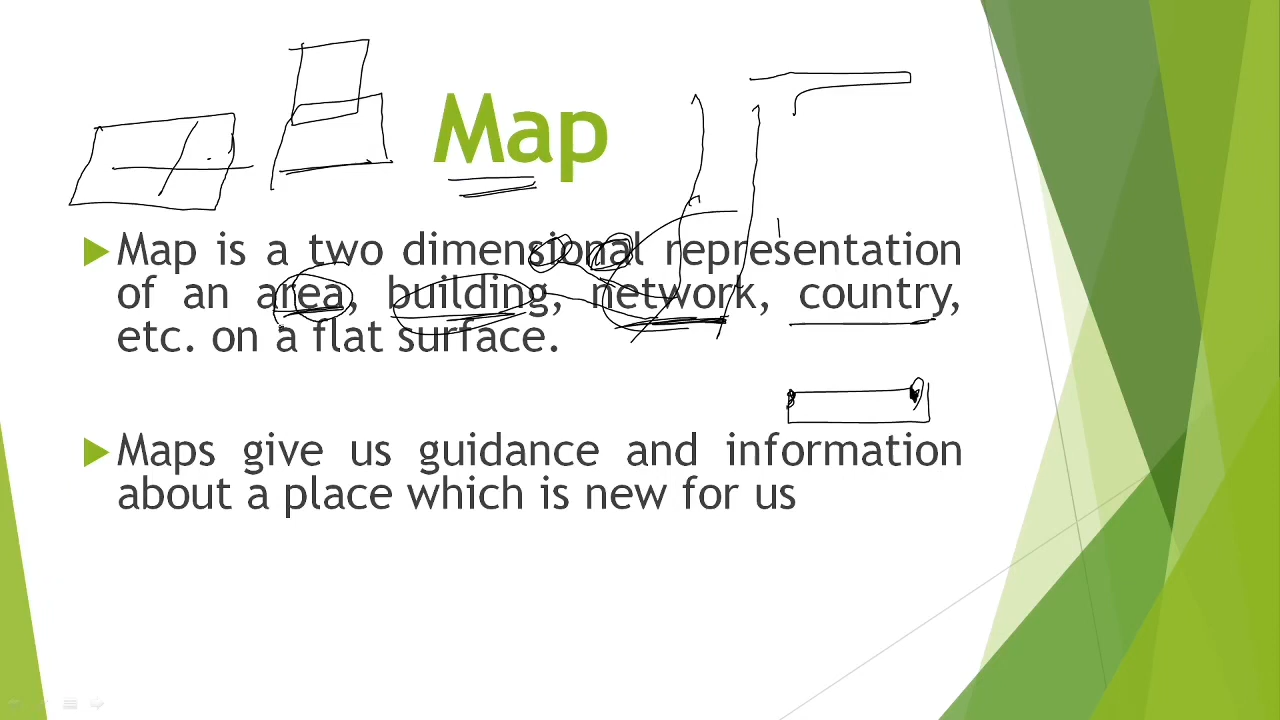 Map
Map is a two dimensional representation
of an area, building, network, country,
etc. on a flat surface.
Maps give us guidance and information
about a place which is new for us